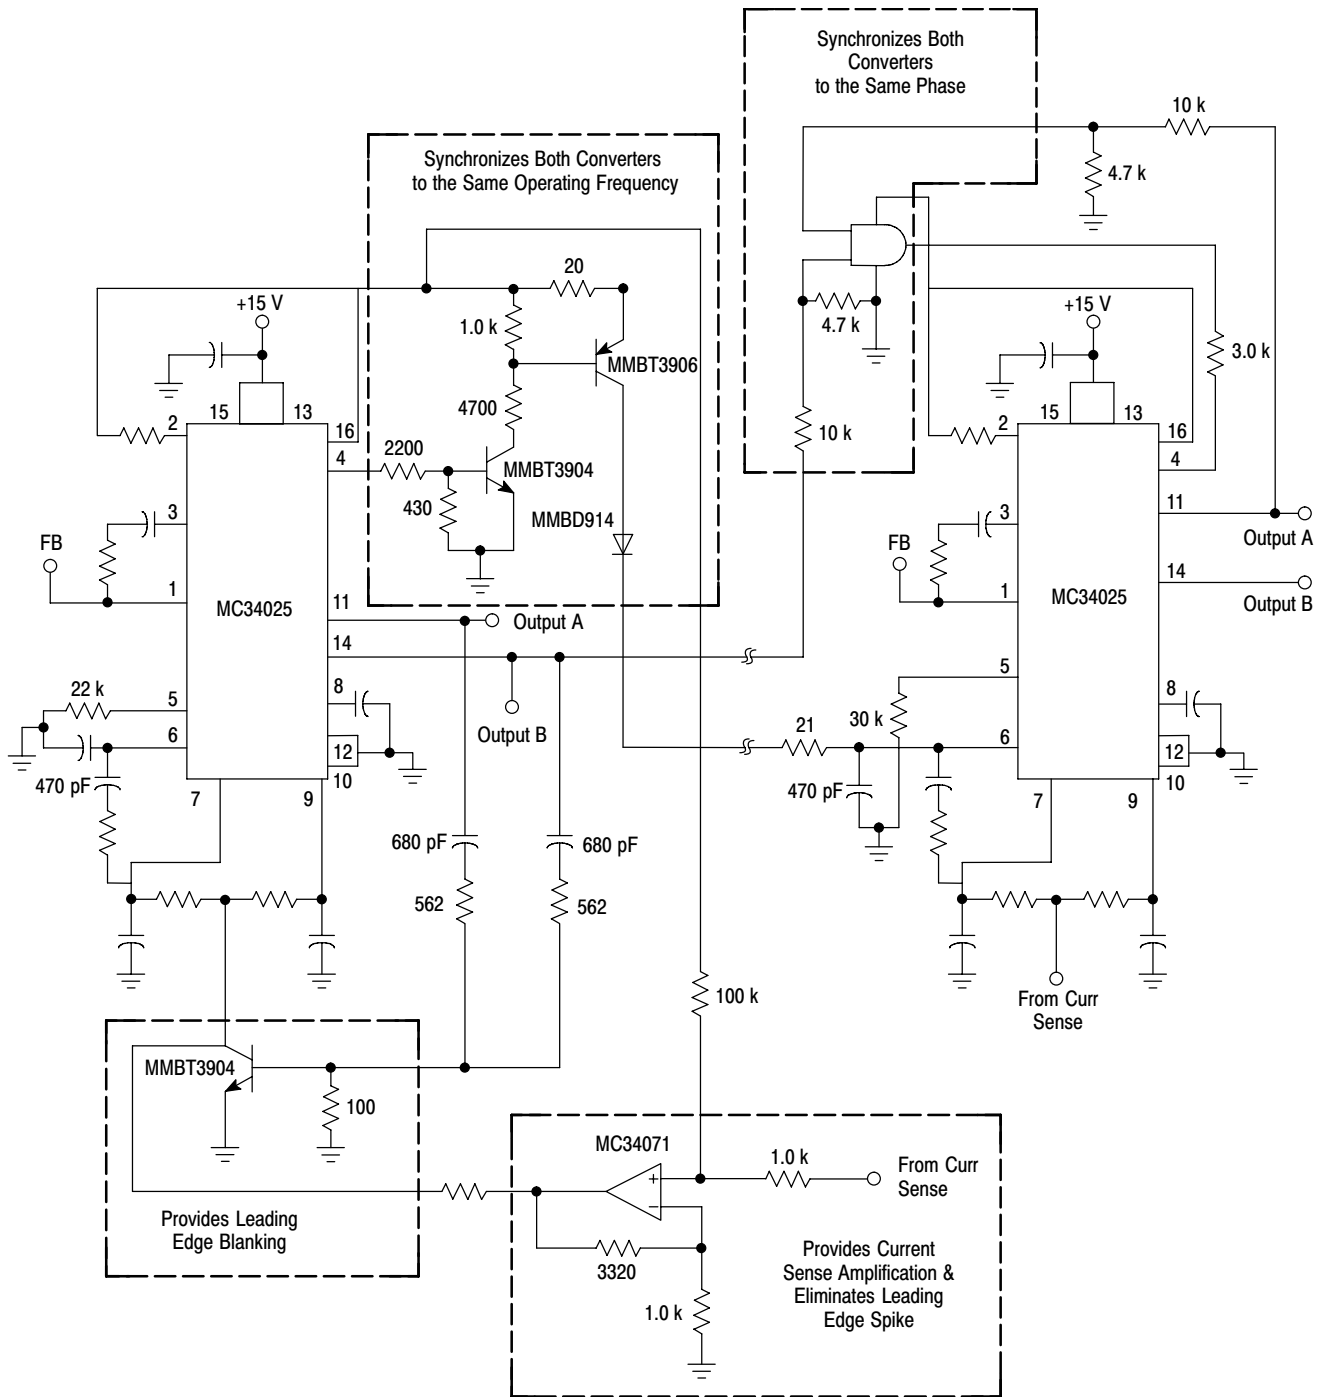 Synchronizes Both
Converters
to the Same Phase
10 k
4.7 k
4.7 k
10 k
3.0 k
Synchronizes Both Converters
to the Same Operating Frequency
20
1.0 k
MMBT3906
4700
2200
MMBT3904
430
MMBD914
+15 V
15
13
2
16
4
3
FB
1
MC34025
11
Output A
14
Output B
22 k
5
8
6
12
470 pF
10
7
9
680 pF
680 pF
562
562
+15 V
15
13
2
16
4
11
Output A
3
FB
14
1
MC34025
Output B
5
30 k
8
21
6
12
470 pF
10
7
9
From Curr
Sense
100 k
MMBT3904
100
Provides Leading
Edge Blanking
MC34071
+
−
1.0 k
From Curr
Sense
3320
1.0 k
Provides Current
Sense Amplification &
Eliminates Leading
Edge Spike